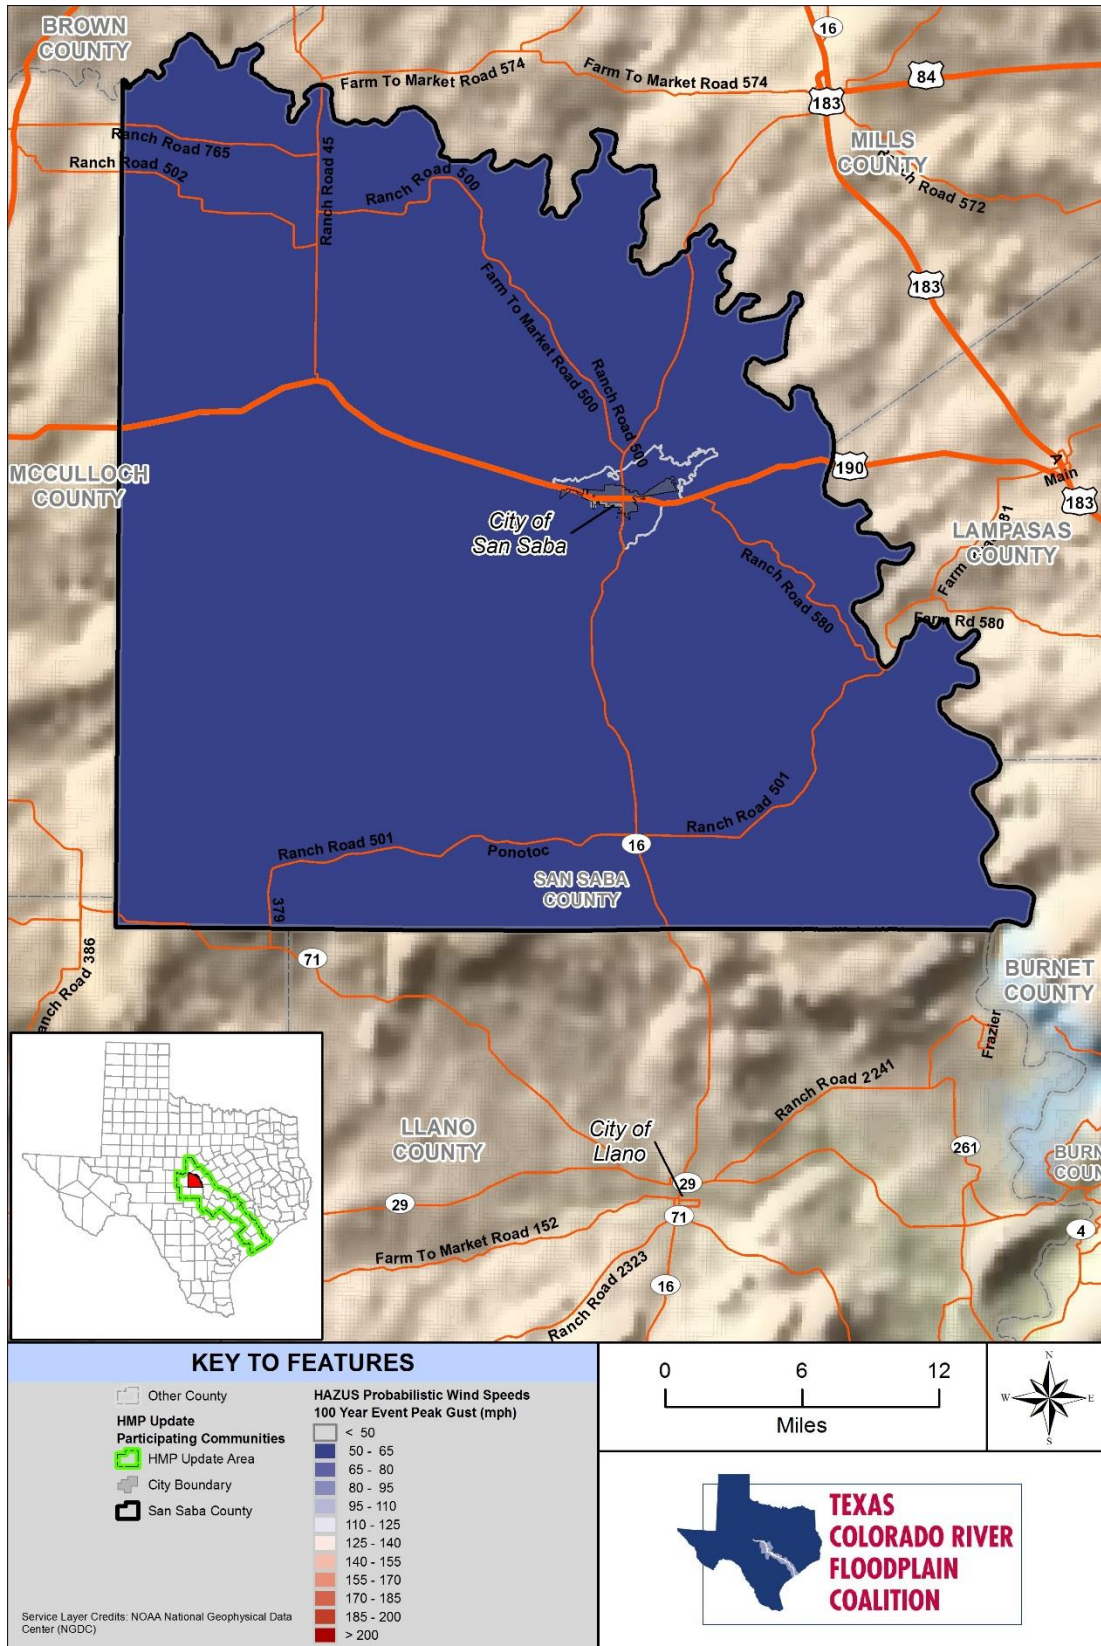 BROWN
COUNTY
16
Farm To Market Road 574
Farm To Market Road 574
84
183
MILLS
COUNTY
Ranch Road 765
Ranch Road 502
Ranch Road 45
Ranch Road 500
Ranch Road 572
183
Farm To Market Road 500
Ranch Road 500
MCCULLOCH
COUNTY
190
Main
183
City of
San Saba
LAMPASAS
COUNTY
Ranch Road 580
Farm Rd 580
Ranch Road 501
Ranch Road 501
Ponotoc
16
SAN SABA
COUNTY
379
71
Ranch Road 386
BURNET
COUNTY
Frazier
Ranch Road 2241
LLANO
COUNTY
City of
Llano
261
29
29
71
Farm To Market Road 152
Ranch Road 2323
16
4
KEY TO FEATURES
Other County
HMP Update
Participating Communities
HMP Update Area
City Boundary
San Saba County
HAZUS Probabilistic Wind Speeds
100 Year Event Peak Gust (mph)
< 50
50 - 65
65 - 80
80 - 95
95 - 110
110 - 125
125 - 140
140 - 155
155 - 170
170 - 185
185 - 200
> 200
Service Layer Credits: NOAA National Geophysical Data
Center (NGDC)
0 6 12
Miles
N
W E
S
TEXAS
COLORADO RIVER
FLOODPLAIN
COALITION